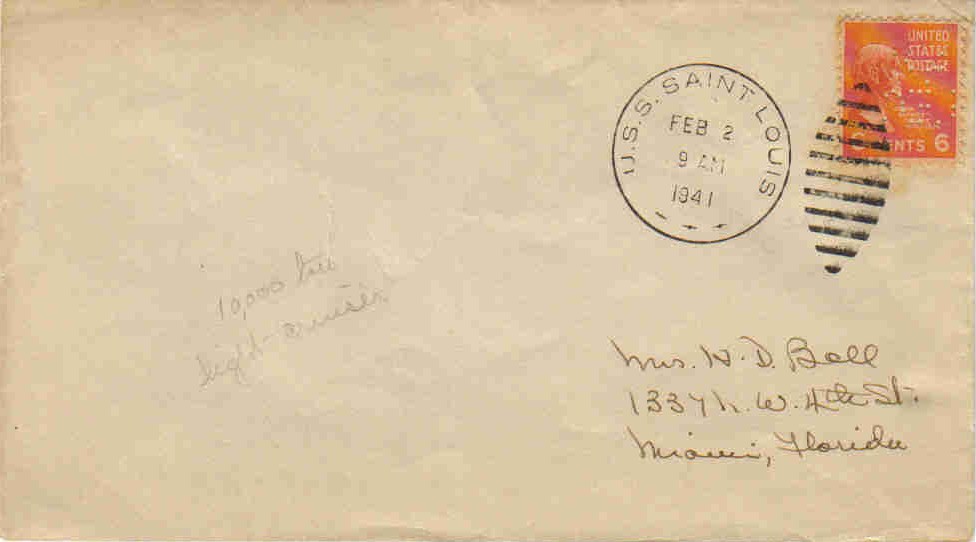 UNITED
STATES
POSTAGE
CENTS 6
U.S.S. SAINT LOUIS
FEB 2
9 AM
1941
10,000 ton
light-cruiser
Mrs. H. D. Bell
1337 N. W. 4th St.
Miami, Florida